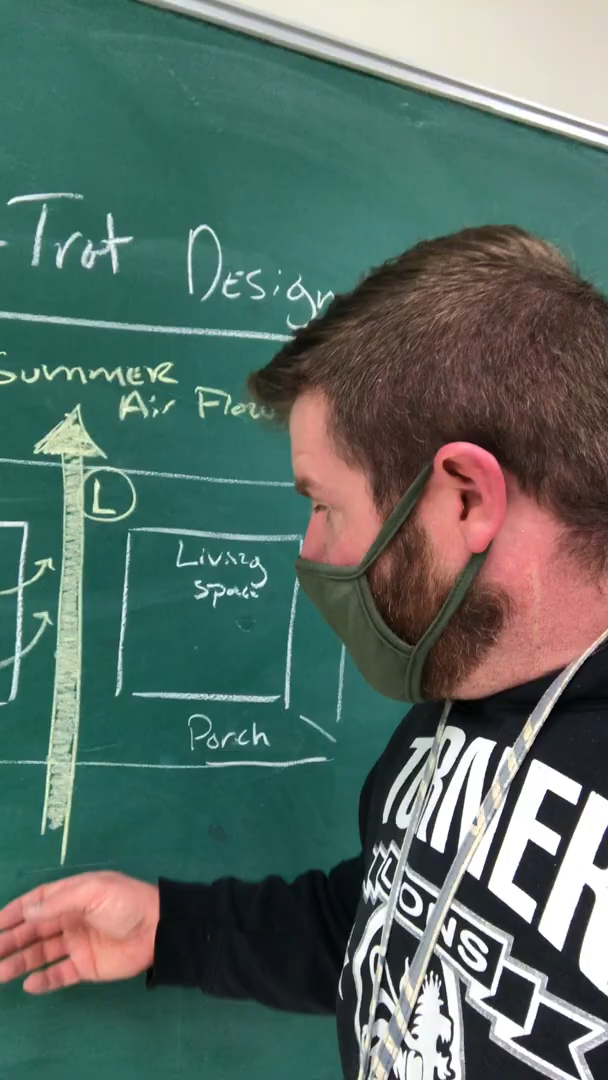 -Trot Design
Summer
Air Flow
L
Living
Space
Porch
TURNER
LIONS